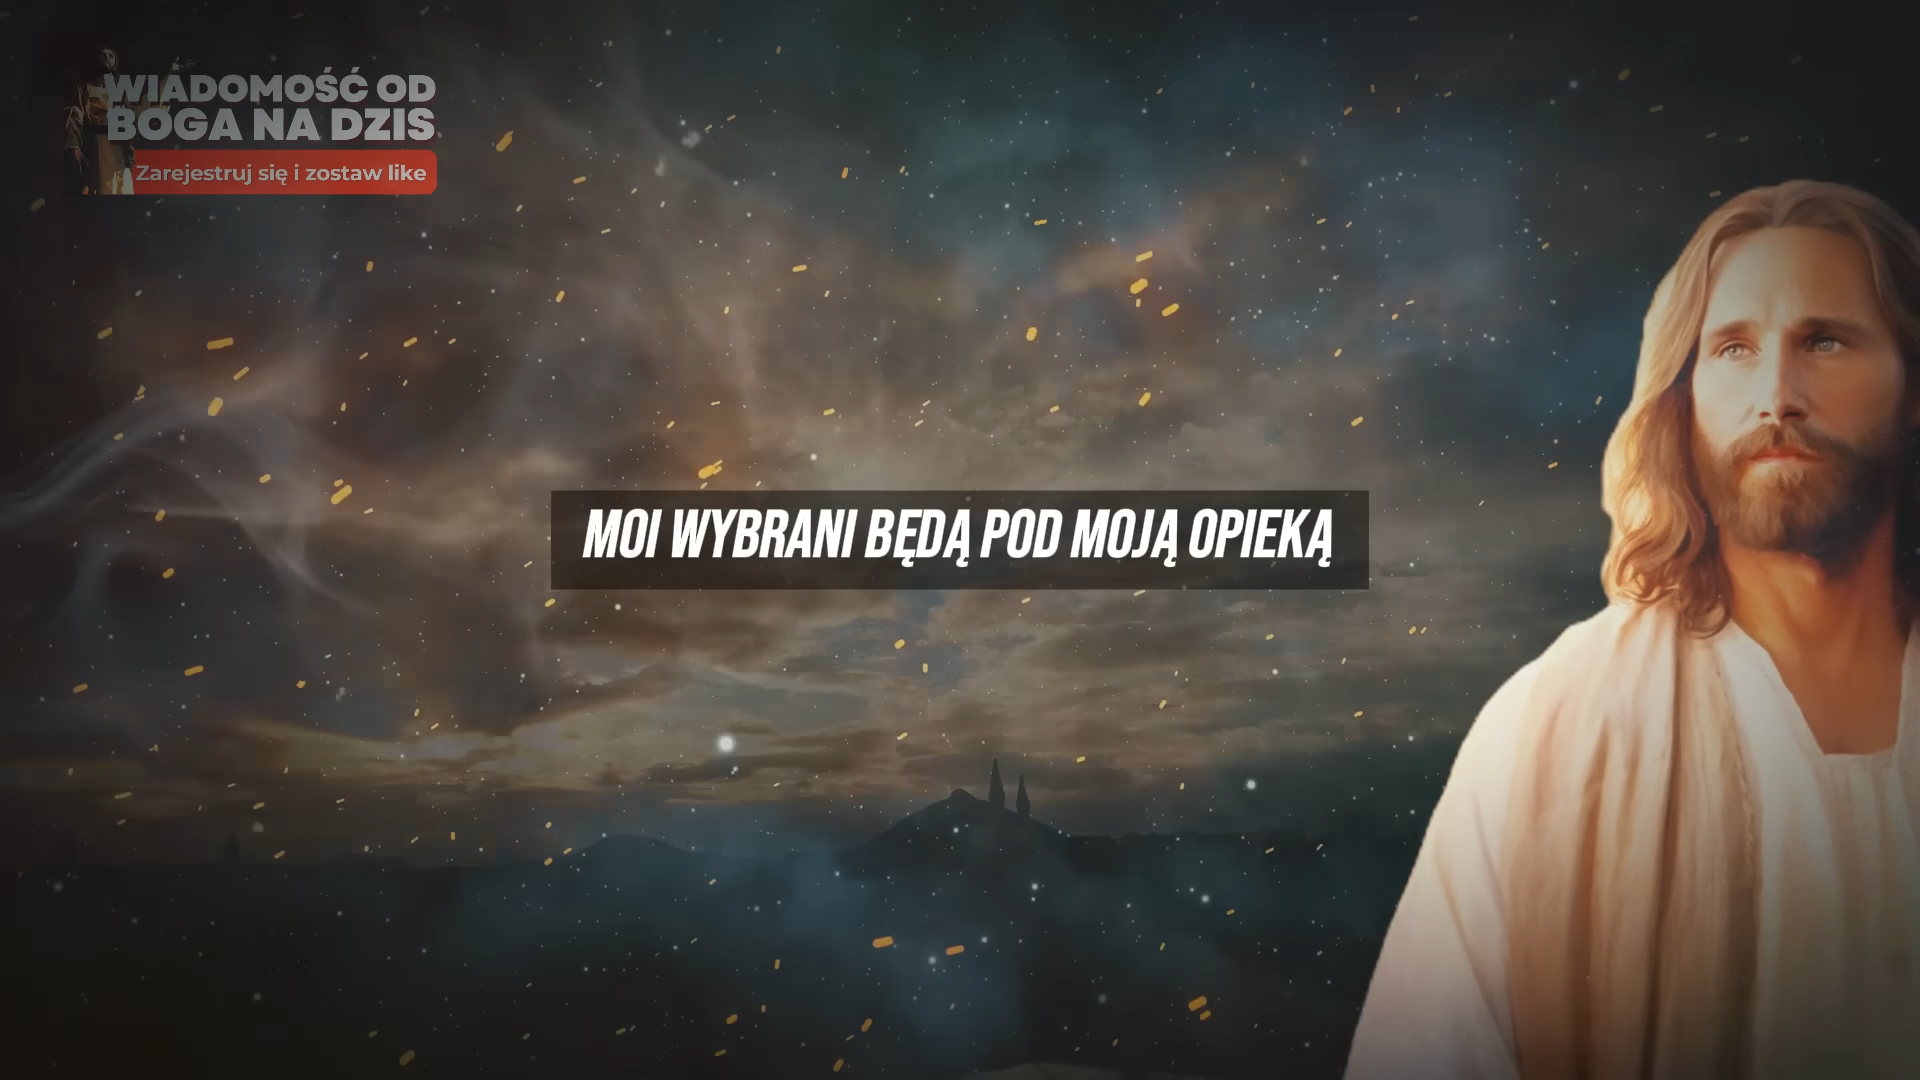 WIADOMOŚĆ OD
BOGA NA DZIS
Zarejestruj się i zostaw like
MOI WYBRANI BĘDĄ POD MOJĄ OPIEKĄ